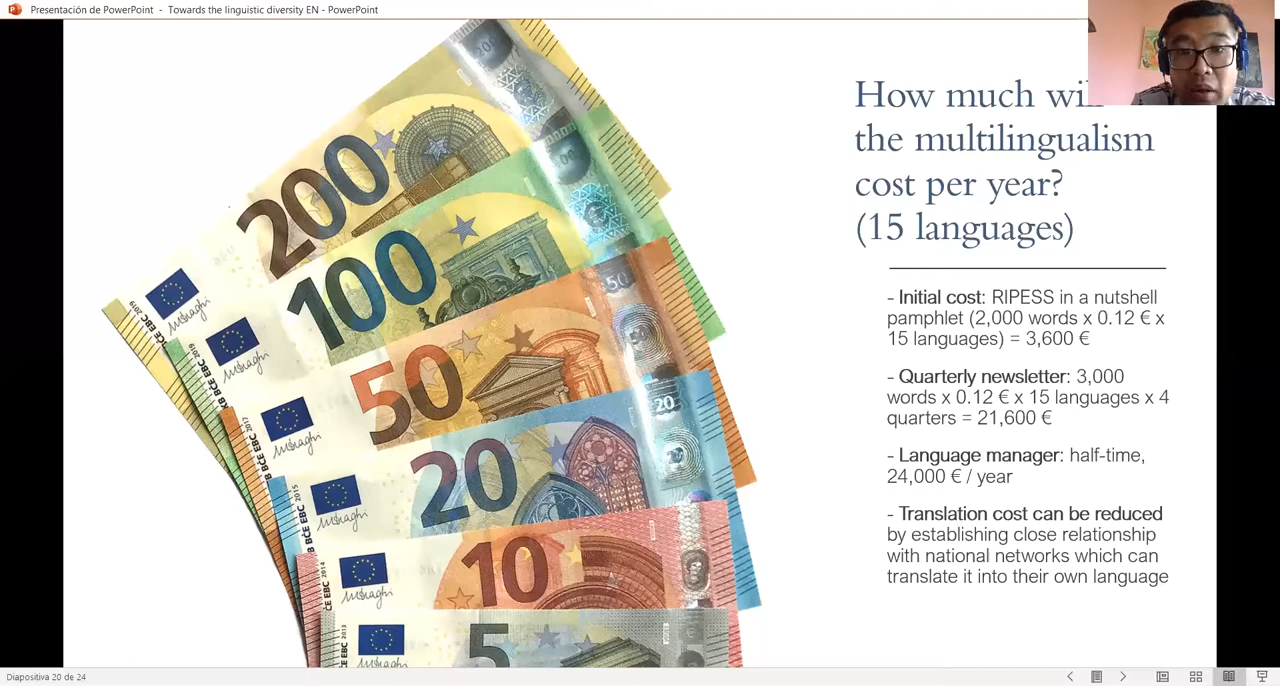 Presentación de PowerPoint - Towards the linguistic diversity EN - PowerPoint
How much
the multilingualism
cost per year?
(15 languages)
- Initial cost: RIPESS in a nutshell
pamphlet (2,000 words x 0.12 € x
15 languages) = 3,600 €
- Quarterly newsletter: 3,000
words x 0.12 € x 15 languages x 4
quarters = 21,600 €
- Language manager: half-time,
24,000 € / year
- Translation cost can be reduced
by establishing close relationship
with national networks which can
translate it into their own language
200
100
50
20
10
5
Diapositiva 20 de 24